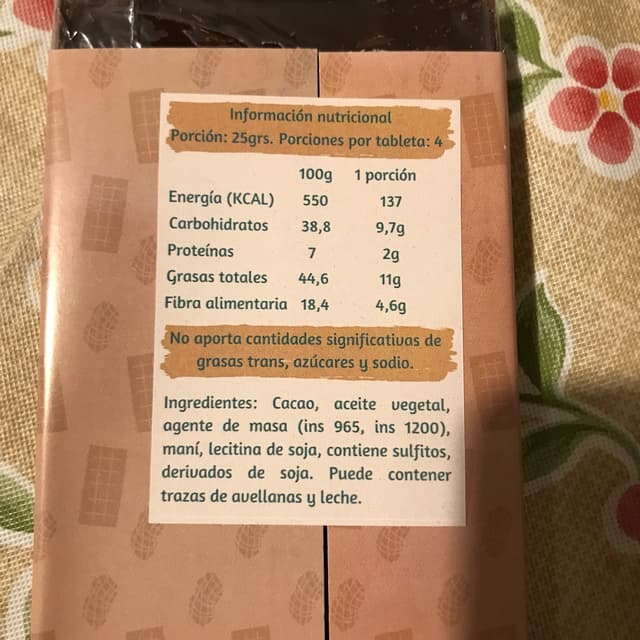 Información nutricional
Porción: 25grs. Porciones por tableta: 4
100g 1 porción
Energía (KCAL) 550 137
Carbohidratos 38,8 9,7g
Proteínas 7 2g
Grasas totales 44,6 11g
Fibra alimentaria 18,4 4,6g
No aporta cantidades significativas de
grasas trans, azúcares y sodio.
Ingredientes: Cacao, aceite vegetal,
agente de masa (ins 965, ins 1200),
maní, lecitina de soja, contiene sulfitos,
derivados de soja. Puede contener
trazas de avellanas y leche.